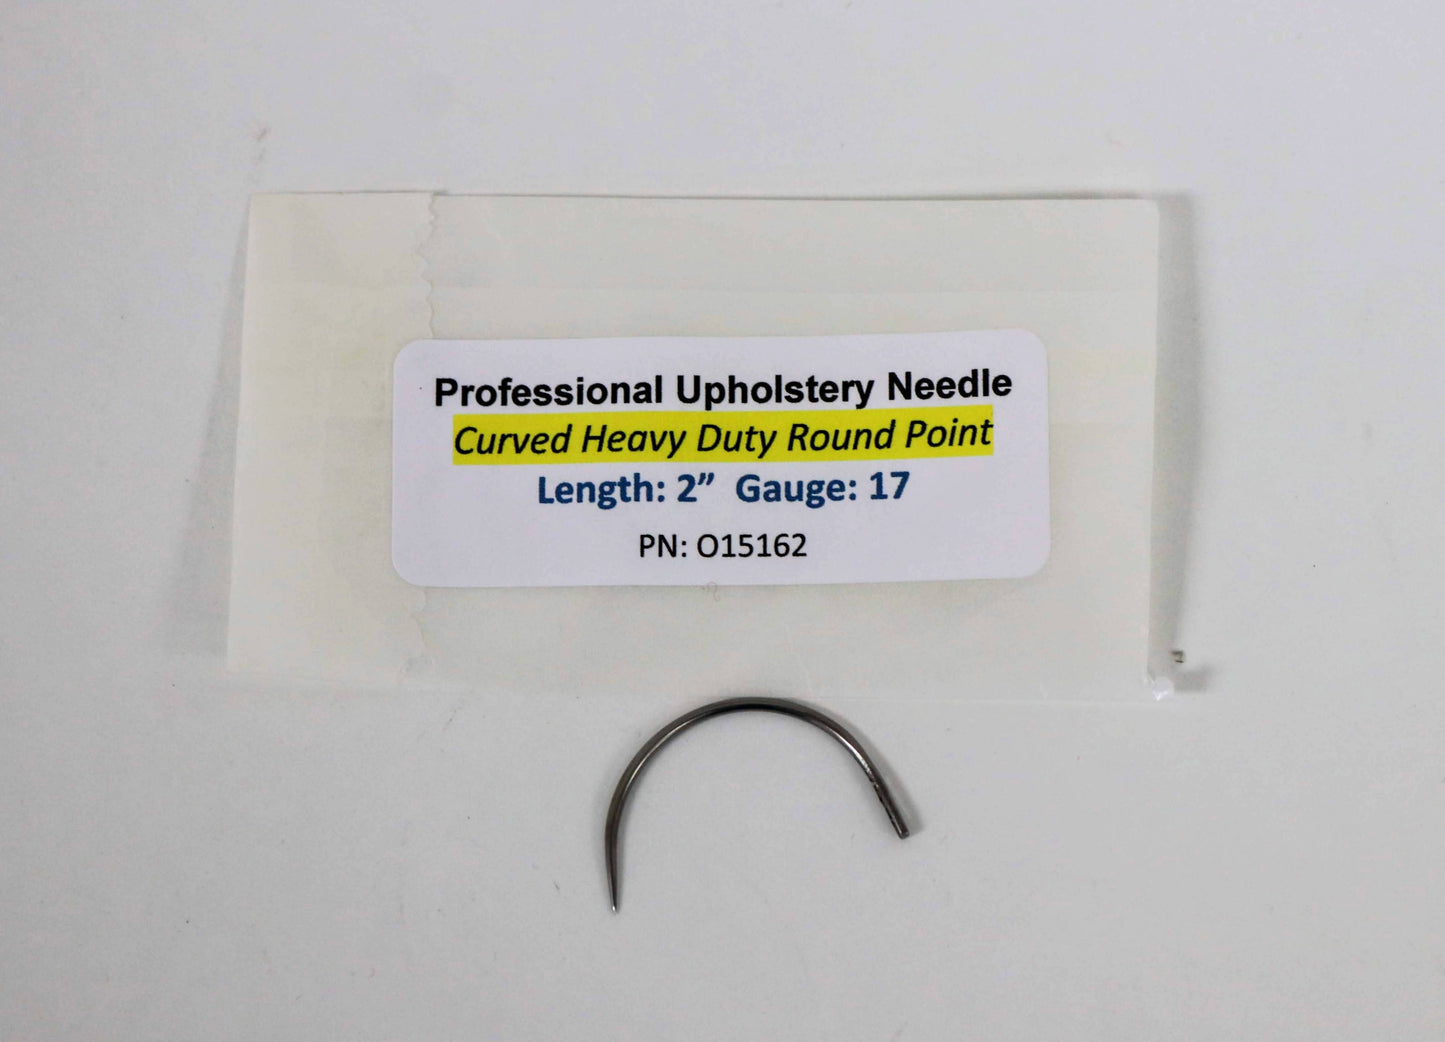 Professional Upholstery Needle
Curved Heavy Duty Round Point
Length: 2” Gauge: 17
PN: O15162